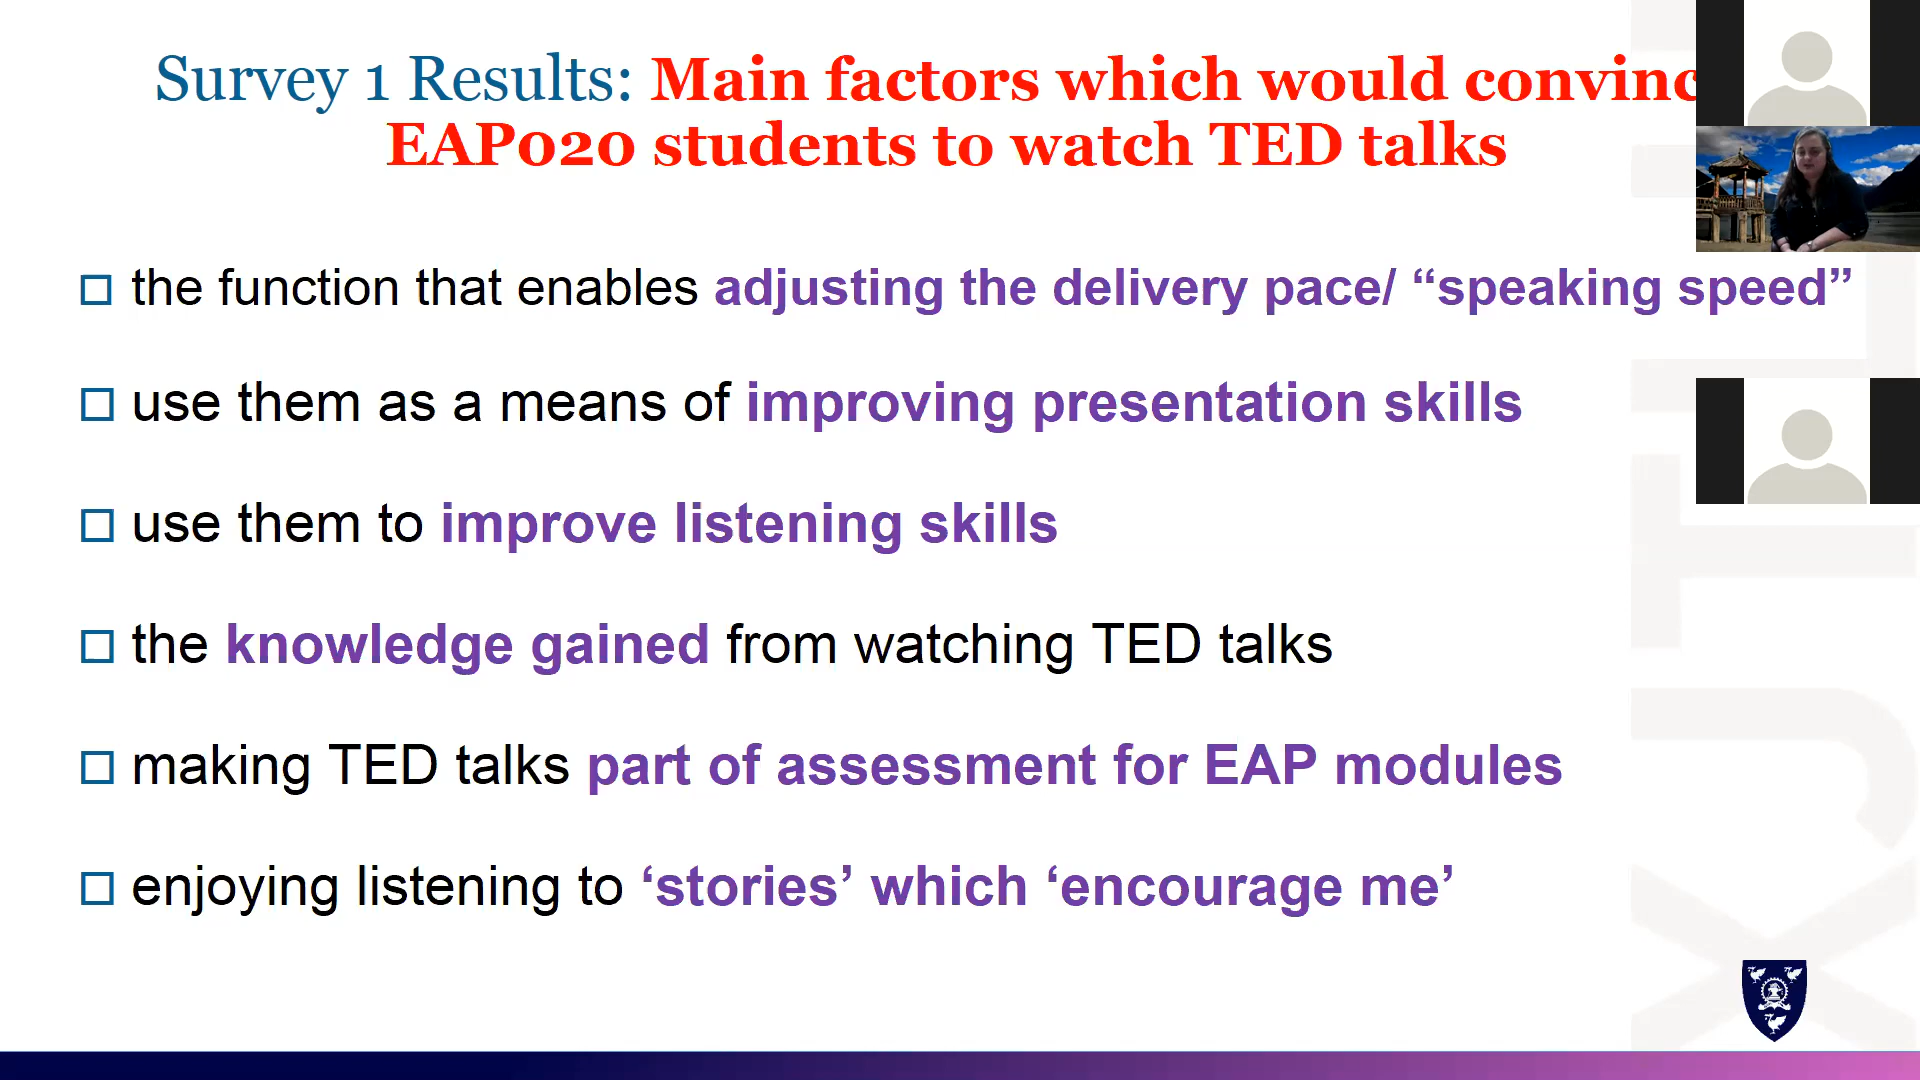 Survey 1 Results: Main factors which would convinc
EAP020 students to watch TED talks
the function that enables adjusting the delivery pace/ “speaking speed”
use them as a means of improving presentation skills
use them to improve listening skills
the knowledge gained from watching TED talks
making TED talks part of assessment for EAP modules
enjoying listening to ‘stories’ which ‘encourage me’